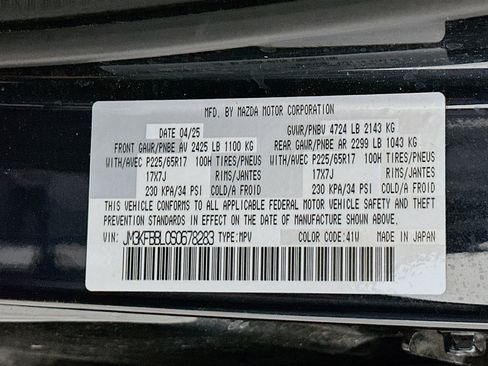 MFD. BY MAZDA MOTOR CORPORATION
DATE 04/25 GVWR/PNBV 4724 LB 2143 KG
FRONT GAWR/PNBE AV 2425 LB 1100 KG REAR GAWR/PNBE AR 2299 LB 1043 KG
WITH/AVEC P225/65R17 100H TIRES/PNEUS WITH/AVEC P225/65R17 100H TIRES/PNEUS
17X7J RIMS/JANTES 17X7J RIMS/JANTES
230 KPA/34 PSI COLD/A FROID 230 KPA/34 PSI COLD/A FROID
THIS VEHICLE CONFORMS TO ALL APPLICABLE FEDERAL MOTOR VEHICLE SAFETY AND THEFT
PREVENTION STANDARDS IN EFFECT ON THE DATE OF MANUFACTURE SHOWN ABOVE.
VIN: JM3KFBBL0S0678283 TYPE:MPV COLOR CODE:41W MADE IN JAPAN